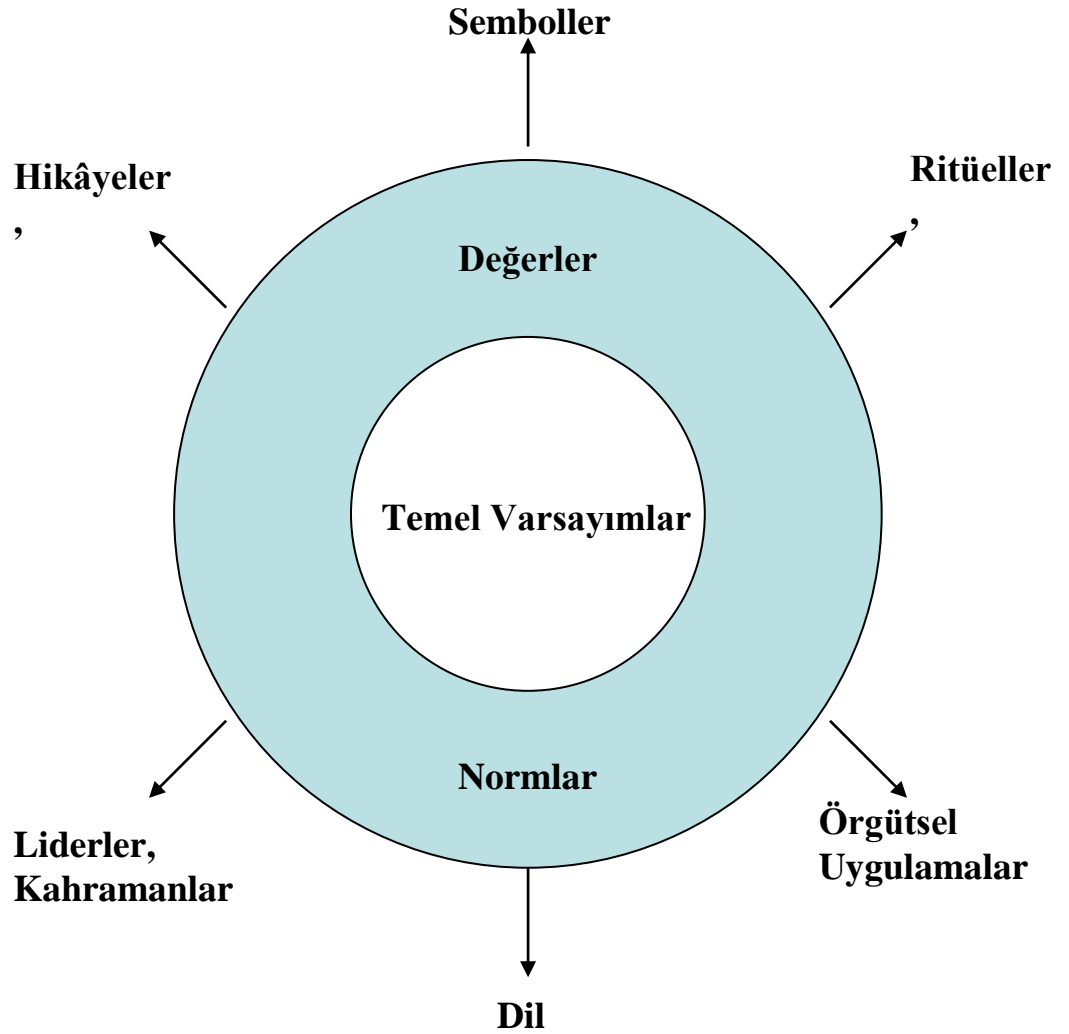 Semboller
Hikâyeler
,
Ritüeller
,
Değerler
Temel Varsayımlar
Normlar
Liderler,
Kahramanlar
Örgütsel
Uygulamalar
Dil